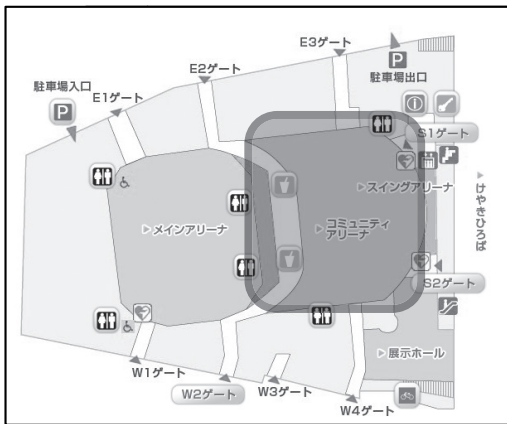 E3ゲート
E2ゲート
P
駐車場出口
駐車場入口
P
E1ゲート
S1ゲート
スイングアリーナ
けやきひろば
メインアリーナ
コミュニティ
アリーナ
S2ゲート
展示ホール
W1ゲート
W2ゲート
W3ゲート
W4ゲート